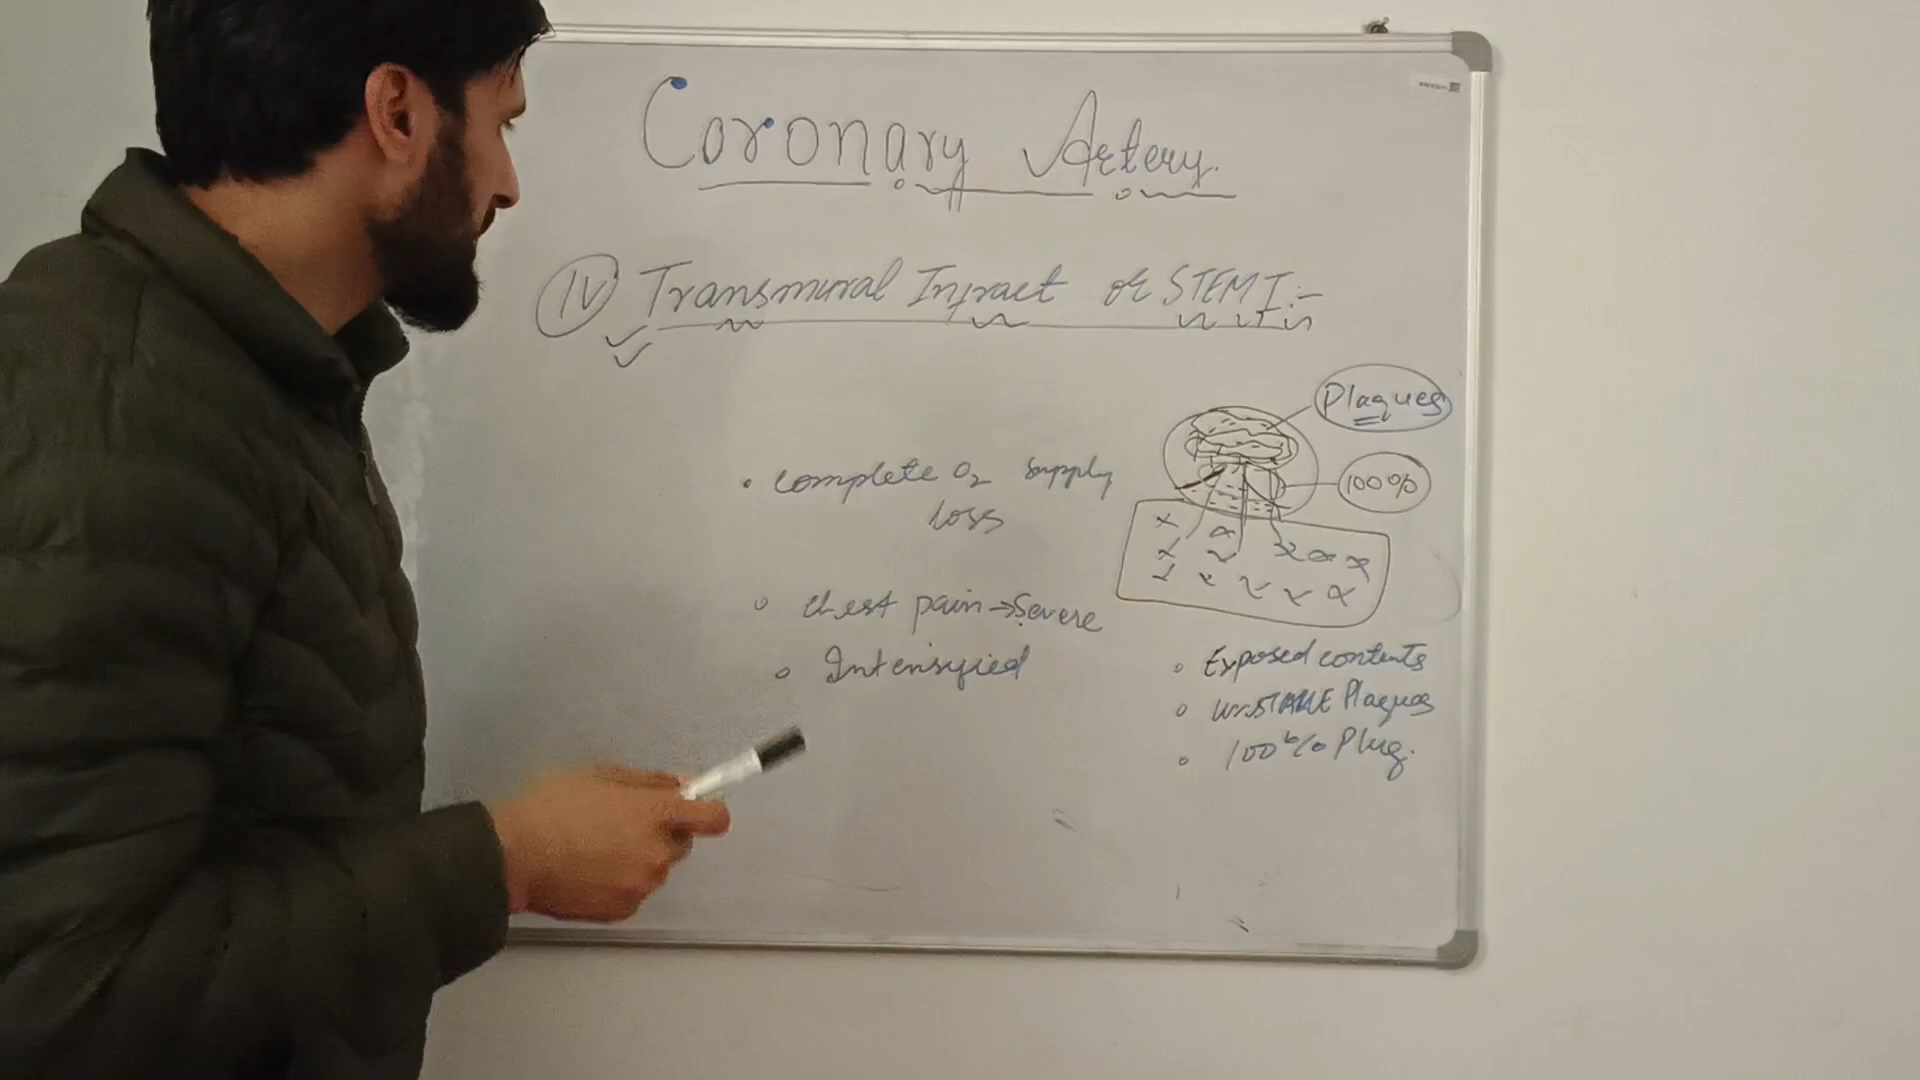 Coronary Artery.
IV Transmural Infract or STEMI:-
Plaques
100%
• complete O2 supply
loss
x x x x x x
x x x x x x x
• chest pain → Severe
• Intensified
• Exposed contents
• UNSTABLE Plaques
• 100% Plug.